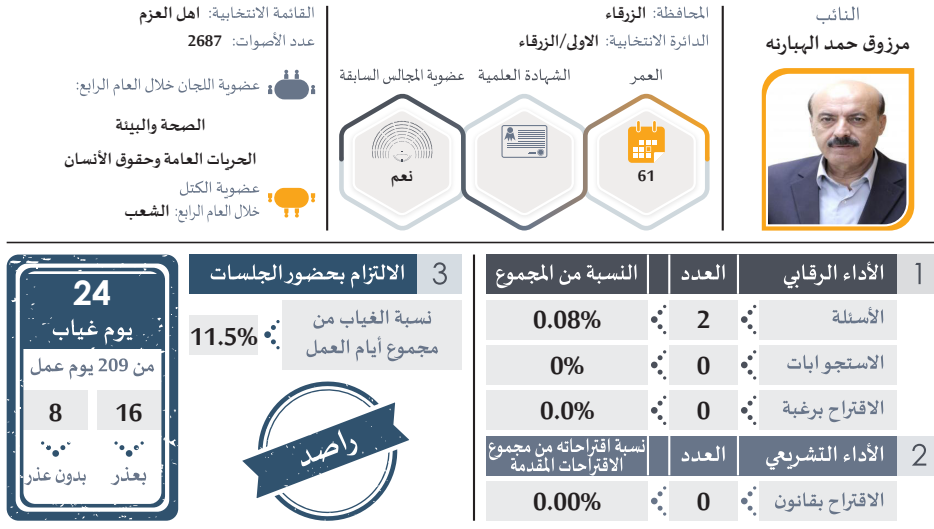 النائب
مرزوق حمد الهبارنه
المحافظة: الزرقاء
الدائرة الانتخابية: الاولى/الزرقاء
العمر
61
الشهادة العلمية
عضوية المجالس السابقة
نعم
القائمة الانتخابية: اهل العزم
عدد الأصوات: 2687
عضوية اللجان خلال العام الرابع:
الصحة والبيئة
الحريات العامة وحقوق الأنسان
عضوية الكتل
خلال العام الرابع: الشعب
1 الأداء الرقابي العدد النسبة من المجموع
الأسئلة 2 0.08%
الاستجوابات 0 0%
الاقتراح برغبة 0 0.0%
2 الأداء التشريعي العدد نسبة اقتراحاته من مجموع
الاقتراحات المقدمة
الاقتراح بقانون 0 0.00%
3 الالتزام بحضور الجلسات
نسبة الغياب من
مجموع أيام العمل
11.5%
راصد
24
يوم غياب
من 209 يوم عمل
16 8
بعذر بدون عذر